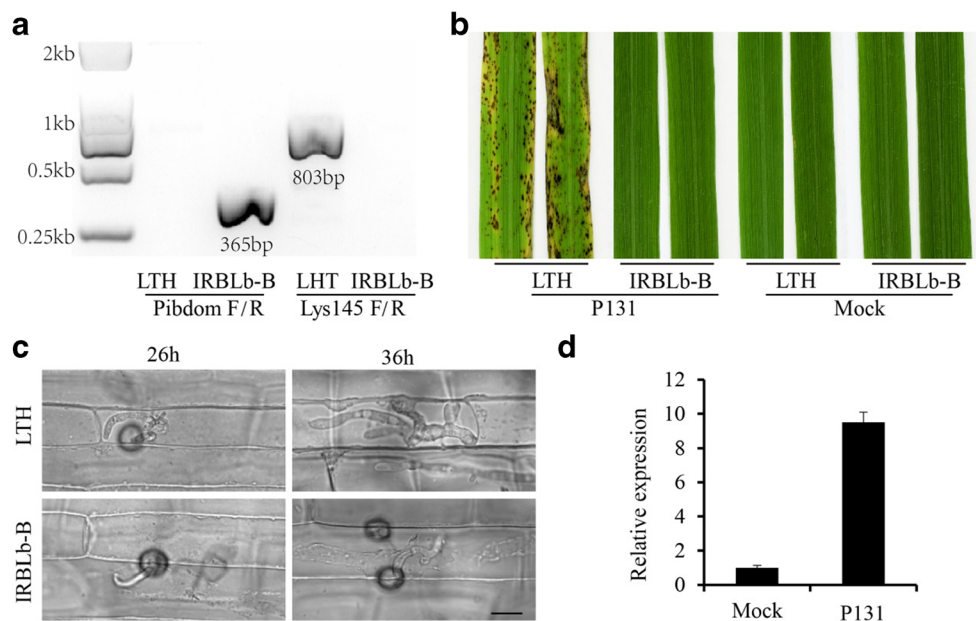 a
2kb
1kb
0.5kb
0.25kb
803bp
365bp
LTH IRBLb-B LHT IRBLb-B
Pibdom F/R Lys145 F/R
b
LTH IRBLb-B LTH IRBLb-B
P131 Mock
c
26h 36h
LTH
IRBLb-B
d
Relative expression
12
10
8
6
4
2
0
Mock P131